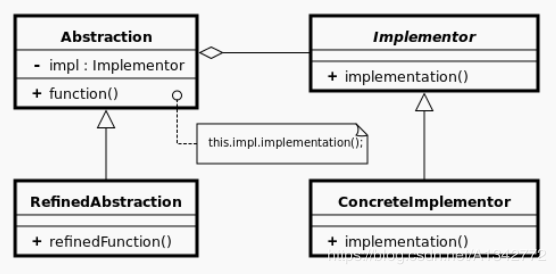 Abstraction
- impl : Implementor
+ function()
Implementor
+ implementation()
this.impl.implementation();
RefinedAbstraction
+ refinedFunction()
ConcreteImplementor
+ implementation()